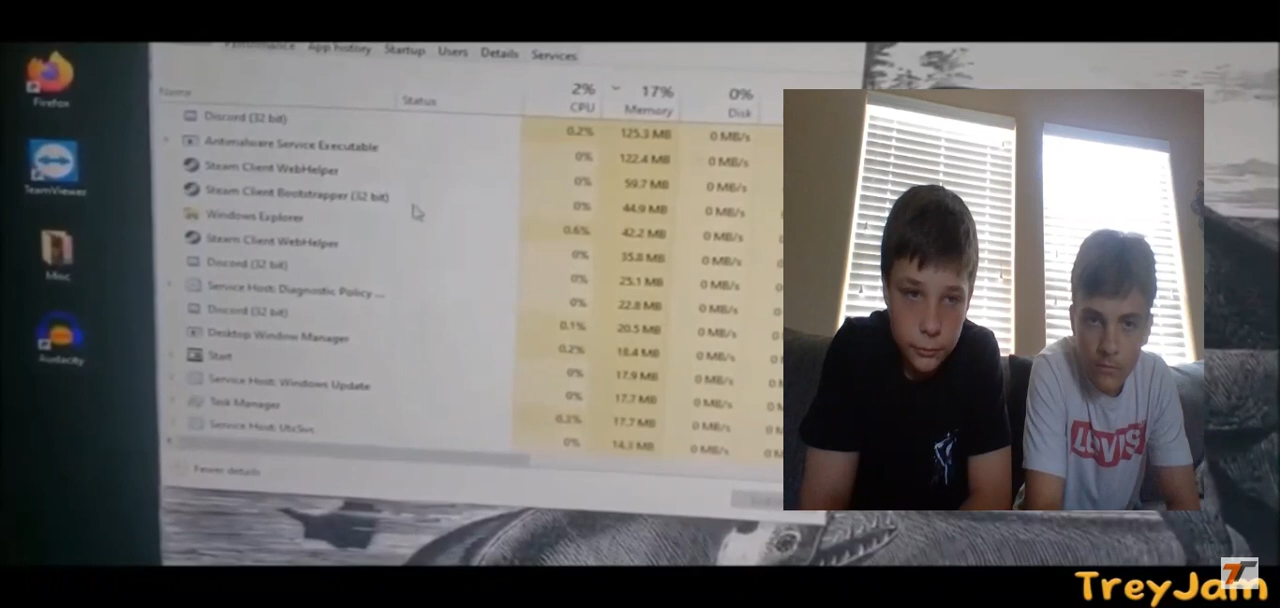 Performance App history Startup Users Details Services
Name Status 2% CPU 17% Memory 0% Disk
Discord (32 bit) 0.2% 125.3 MB 0 MB/s
Antimalware Service Executable 0% 122.4 MB 0 MB/s
Steam Client WebHelper 0% 59.7 MB 0 MB/s
Steam Client Bootstrapper (32 bit) 0% 44.9 MB 0 MB/s
Windows Explorer 0.6% 42.2 MB 0 MB/s
Steam Client WebHelper 0% 35.8 MB 0 MB/s
Discord (32 bit) 0% 25.1 MB 0 MB/s
Service Host: Diagnostic Policy ... 0% 22.8 MB 0 MB/s
Discord (32 bit) 0.1% 20.5 MB 0 MB/s
Desktop Window Manager 0.2% 18.4 MB 0 MB/s
Start 0% 17.9 MB 0 MB/s
Service Host: Windows Update 0% 17.7 MB 0 MB/s
Task Manager 0.3% 17.7 MB 0 MB/s
Service Host: UtcSvc 0% 14.3 MB 0 MB/s
Fewer details
Firefox
TeamViewer
Misc
Audacity
LEVI'S
TreyJam